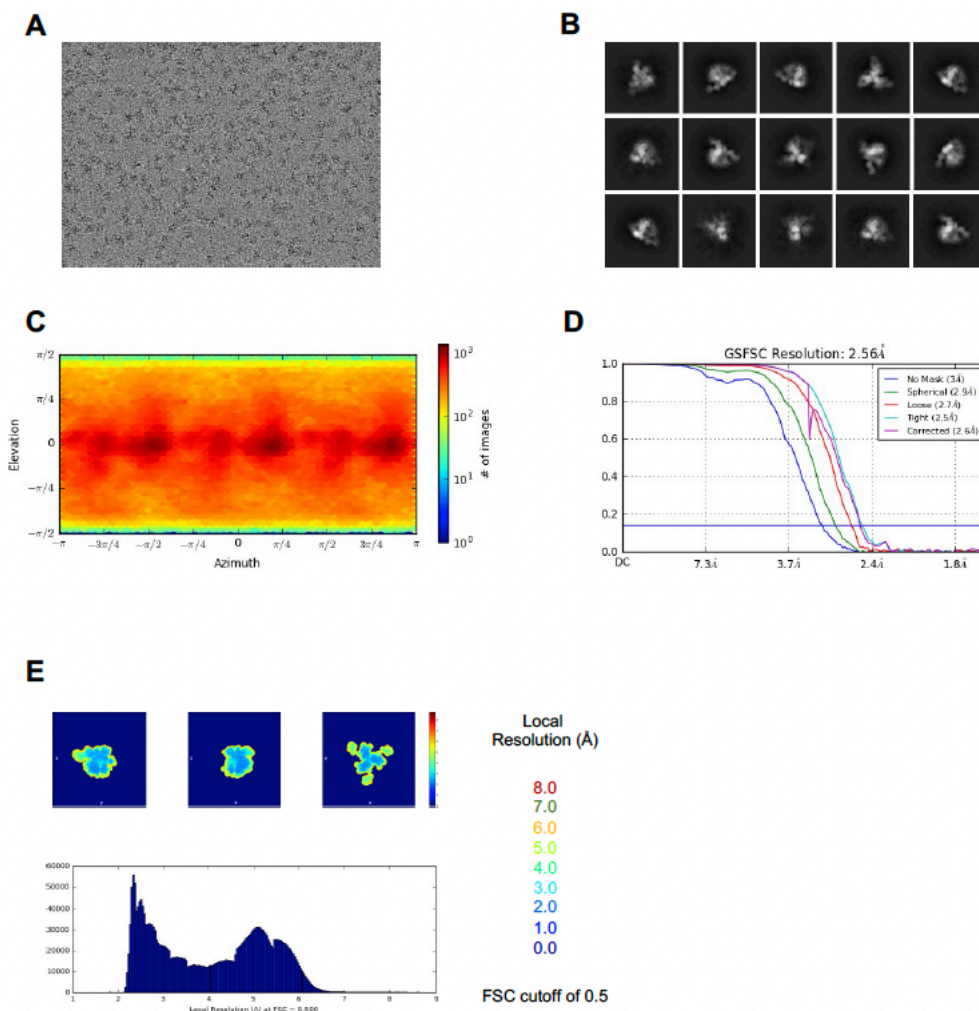 A
B
C
π/2
π/4
0
−π/4
−π/2
Elevation
−π
−3π/4
−π/2
0
π/4
π/2
3π/4
π
Azimuth
10³
10²
10¹
10⁰
# of images
D
GSFSC Resolution: 2.56Å
1.0
0.8
0.6
0.4
0.2
0.0
No Mask (3Å)
Spherical (2.9Å)
Loose (2.7Å)
Tight (2.5Å)
Corrected (2.6Å)
DC
7.3Å
3.7Å
2.4Å
1.8Å
E
Local
Resolution (Å)
8.0
7.0
6.0
5.0
4.0
3.0
2.0
1.0
0.0
60000
50000
40000
30000
20000
10000
0
1
2
3
4
5
6
7
8
9
Local Resolution (A) at FSC =
FSC cutoff of 0.5